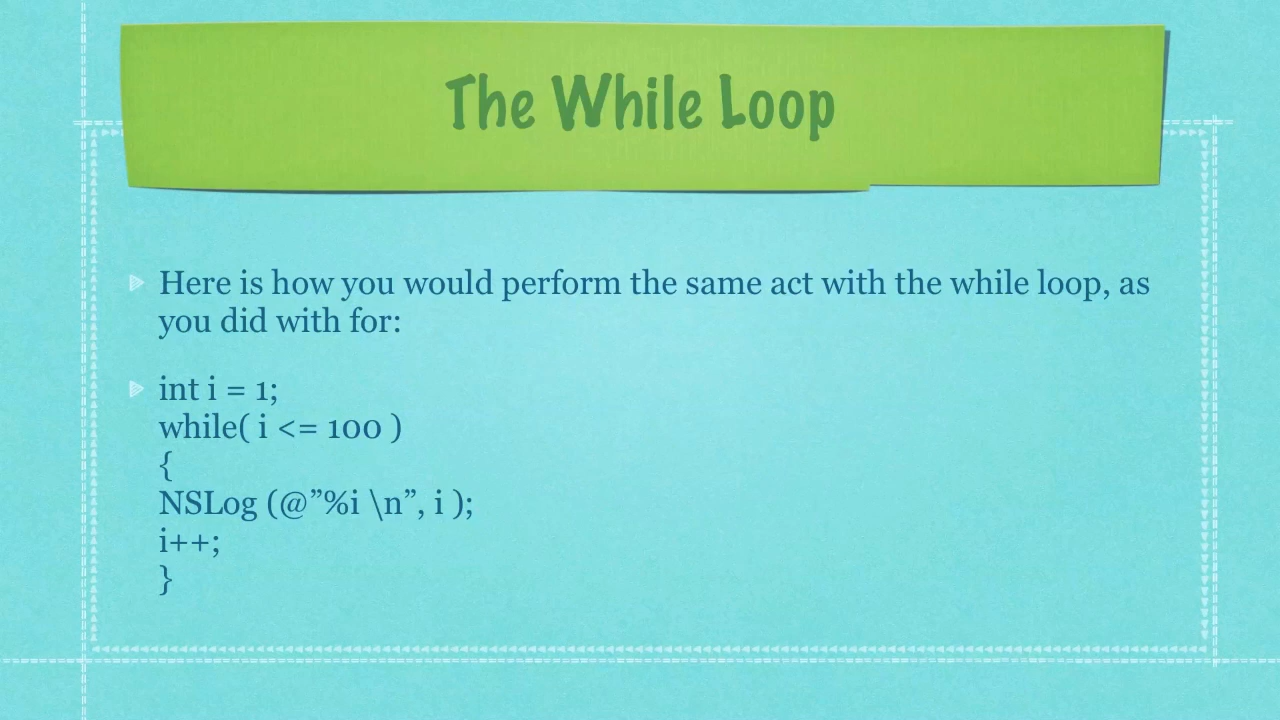 The While Loop
Here is how you would perform the same act with the while loop, as
you did with for:
int i = 1;
while( i <= 100 )
{
NSLog (@”%i \n”, i );
i++;
}